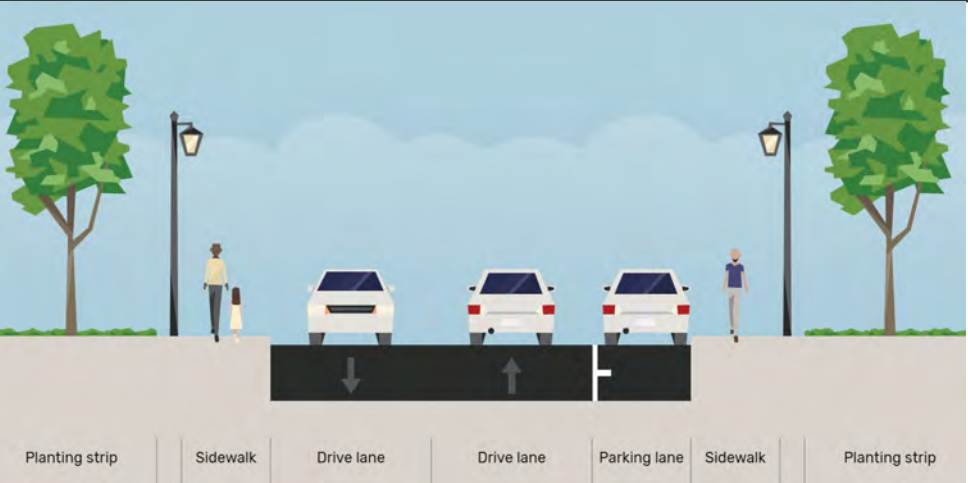 Planting strip
Sidewalk
Drive lane
Drive lane
Parking lane
Sidewalk
Planting strip